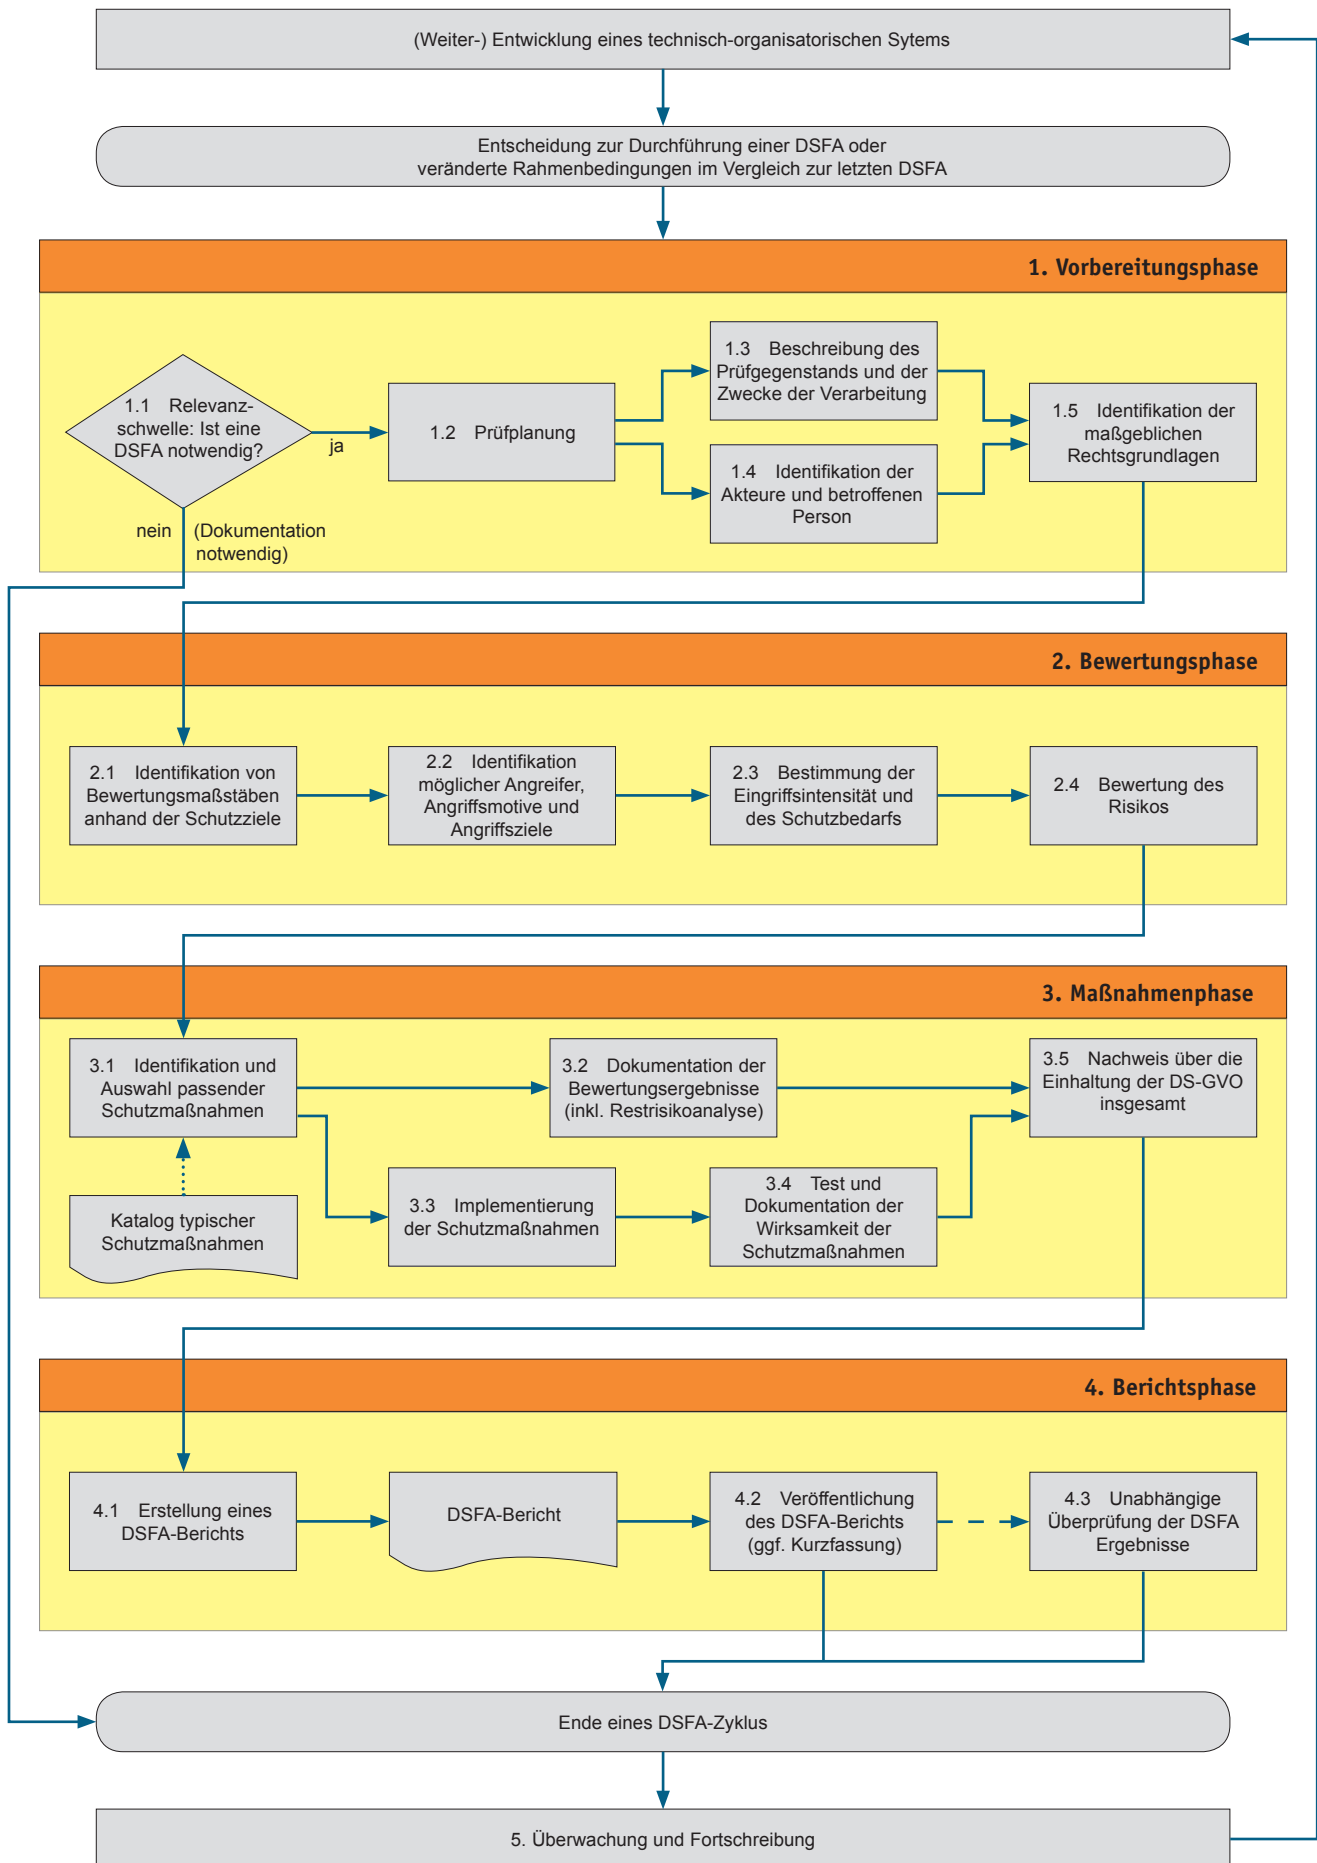 (Weiter-) Entwicklung eines technisch-organisatorischen Sytems
Entscheidung zur Durchführung einer DSFA oder
veränderte Rahmenbedingungen im Vergleich zur letzten DSFA
1. Vorbereitungsphase
1.1 Relevanz-
schwelle: Ist eine
DSFA notwendig?
ja
nein
(Dokumentation
notwendig)
1.2 Prüfplanung
1.3 Beschreibung des
Prüfgegenstands und der
Zwecke der Verarbeitung
1.4 Identifikation der
Akteure und betroffenen
Person
1.5 Identifikation der
maßgeblichen
Rechtsgrundlagen
2. Bewertungsphase
2.1 Identifikation von
Bewertungsmaßstäben
anhand der Schutzziele
2.2 Identifikation
möglicher Angreifer,
Angriffsmotive und
Angriffsziele
2.3 Bestimmung der
Eingriffsintensität und
des Schutzbedarfs
2.4 Bewertung des
Risikos
3. Maßnahmenphase
3.1 Identifikation und
Auswahl passender
Schutzmaßnahmen
Katalog typischer
Schutzmaßnahmen
3.2 Dokumentation der
Bewertungsergebnisse
(inkl. Restrisikoanalyse)
3.3 Implementierung
der Schutzmaßnahmen
3.4 Test und
Dokumentation der
Wirksamkeit der
Schutzmaßnahmen
3.5 Nachweis über die
Einhaltung der DS-GVO
insgesamt
4. Berichtsphase
4.1 Erstellung eines
DSFA-Berichts
DSFA-Bericht
4.2 Veröffentlichung
des DSFA-Berichts
(ggf. Kurzfassung)
4.3 Unabhängige
Überprüfung der DSFA
Ergebnisse
Ende eines DSFA-Zyklus
5. Überwachung und Fortschreibung